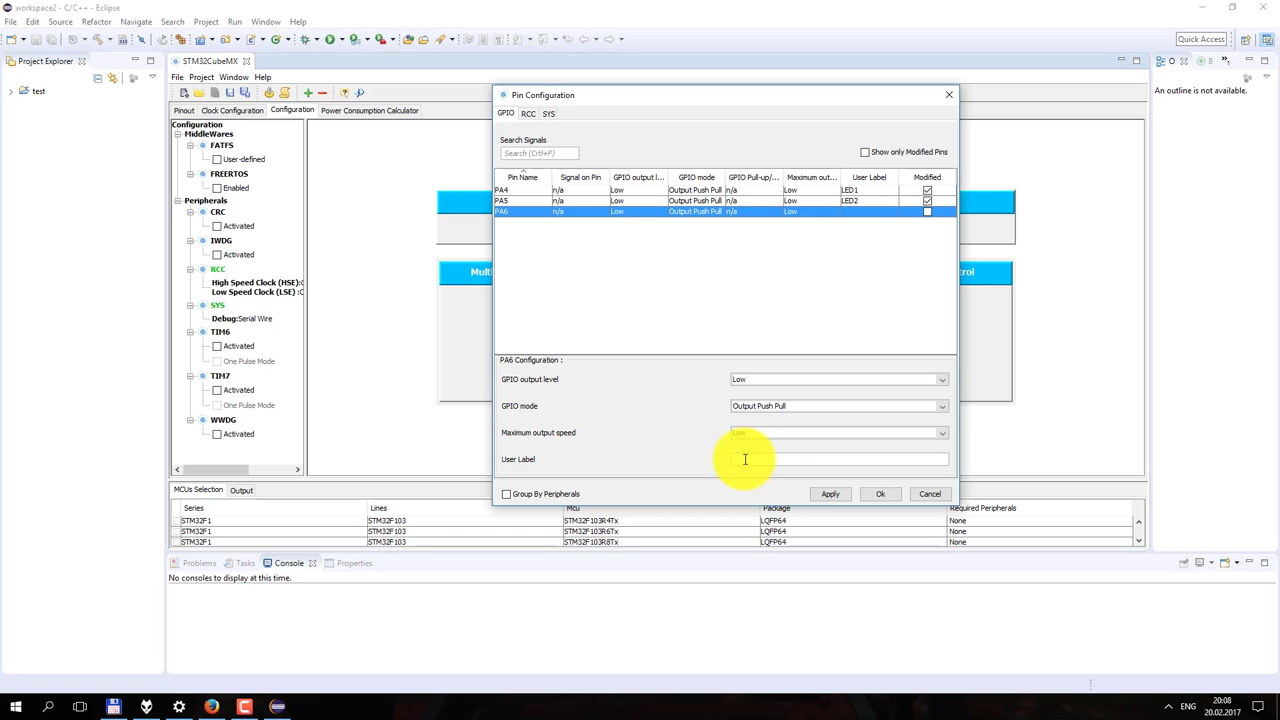 workspace2 - C/C++ - Eclipse
File Edit Source Refactor Navigate Search Project Run Window Help
Quick Access
Project Explorer
test
STM32CubeMX
File Project Window Help
Pinout Clock Configuration Configuration Power Consumption Calculator
Configuration
MiddleWares
FATFS
User-defined
FREERTOS
Enabled
Peripherals
CRC
Activated
IWDG
Activated
RCC
High Speed Clock (HSE):C
Low Speed Clock (LSE) :C
SYS
Debug:Serial Wire
TIM6
Activated
One Pulse Mode
TIM7
Activated
One Pulse Mode
WWDG
Activated
Multi
trol
Pin Configuration
GPIO RCC SYS
Search Signals
Search (Ctrl+F)
Show only Modified Pins
Pin Name Signal on Pin GPIO output l... GPIO mode GPIO Pull-up/... Maximum out... User Label Modified
PA4 n/a Low Output Push Pull n/a Low LED1
PA5 n/a Low Output Push Pull n/a Low LED2
PA6 n/a Low Output Push Pull n/a Low
PA6 Configuration :
GPIO output level Low
GPIO mode Output Push Pull
Maximum output speed Low
User Label
Group By Peripherals Apply Ok Cancel
An outline is not available.
MCUs Selection Output
Series Lines Mcu Package Required Peripherals
STM32F1 STM32F103 STM32F103R4Tx LQFP64 None
STM32F1 STM32F103 STM32F103R6Tx LQFP64 None
STM32F1 STM32F103 STM32F103R8Tx LQFP64 None
Problems Tasks Console Properties
No consoles to display at this time.
ENG
20:08
20.02.2017